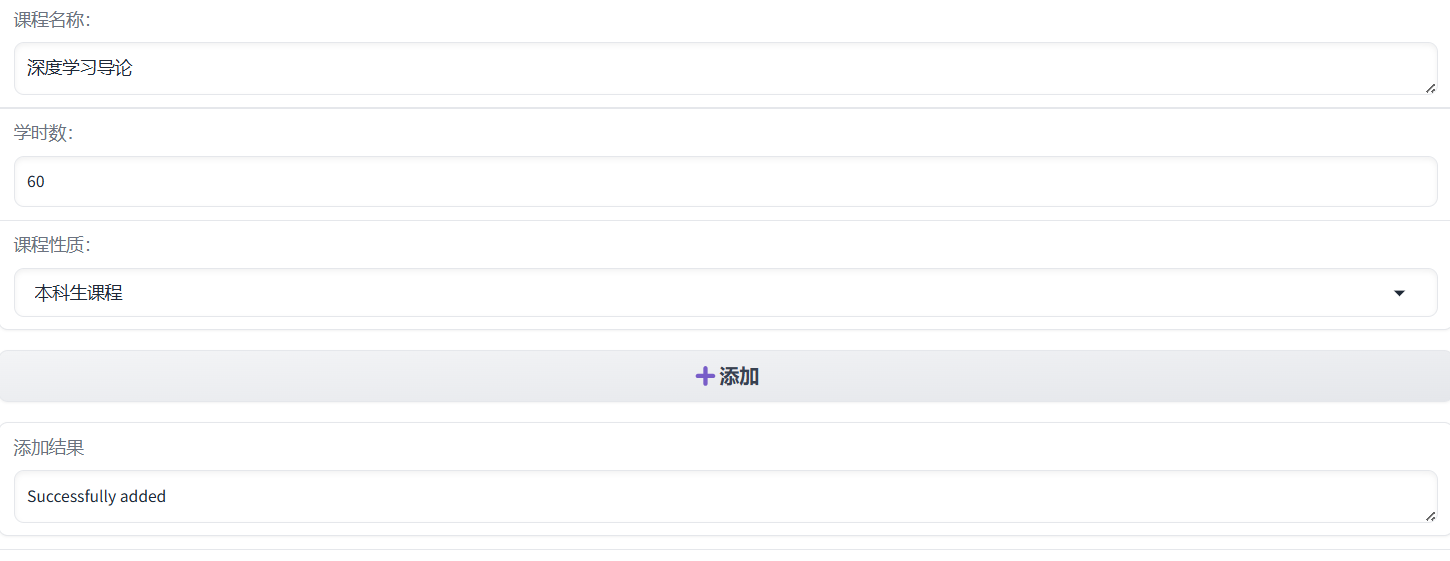 课程名称：
深度学习导论
学时数：
60
课程性质：
本科生课程
添加
添加结果
Successfully added